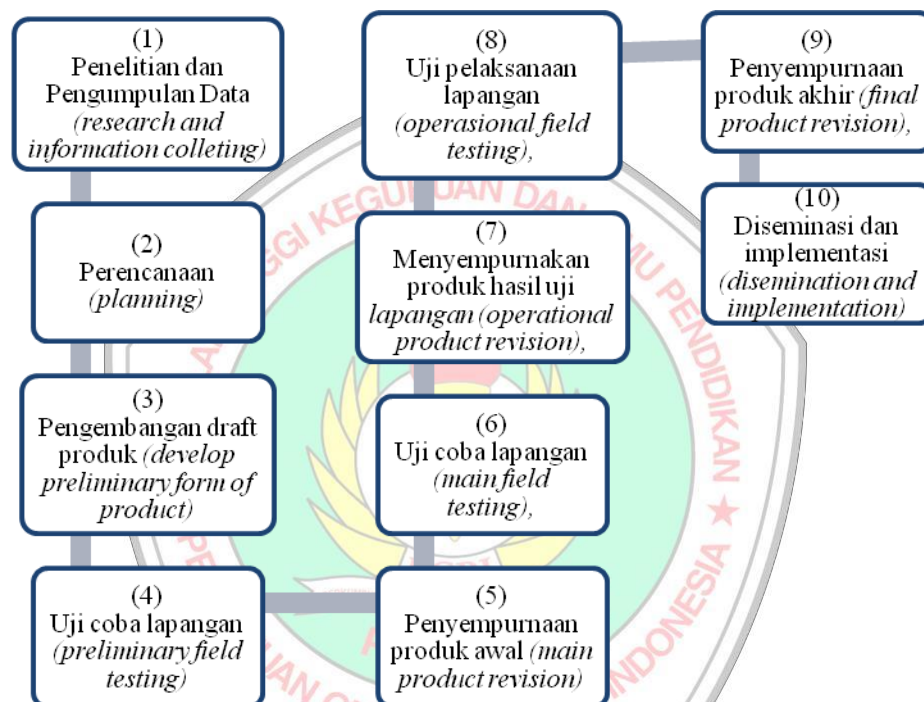 (1)
Penelitian dan
Pengumpulan Data
(research and
information colleting)
(2)
Perencanaan
(planning)
(3)
Pengembangan draft
produk (develop
preliminary form of
product)
(4)
Uji coba lapangan
(preliminary field
testing)
(5)
Penyempurnaan
produk awal (main
product revision)
(6)
Uji coba lapangan
(main field
testing),
(7)
Menyempurnakan
produk hasil uji
lapangan (operational
product revision),
(8)
Uji pelaksanaan
lapangan
(operasional field
testing),
(9)
Penyempurnaan
produk akhir (final
product revision),
(10)
Diseminasi dan
implementasi
(disemination and
implementation)
DAN
PENDIDIKAN
INDONESIA